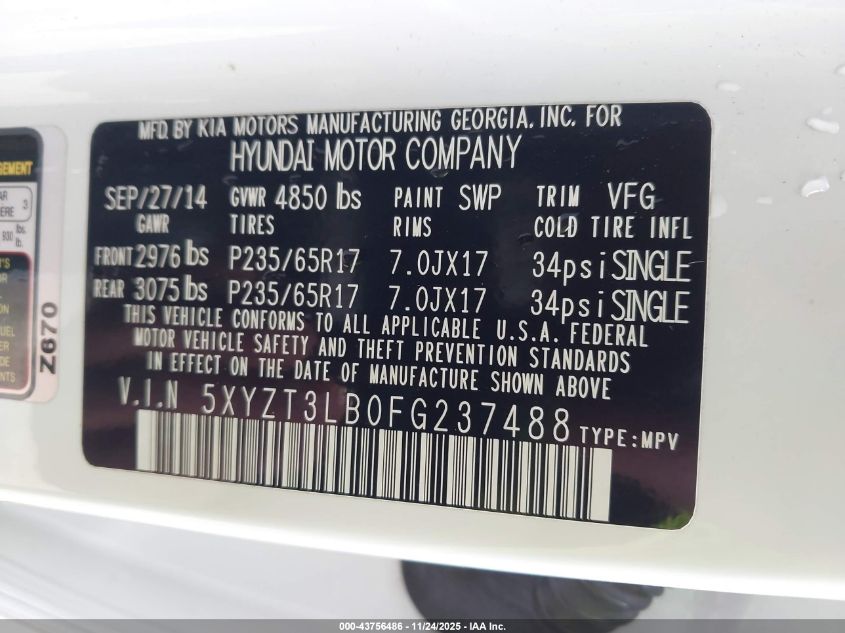 MFD. BY KIA MOTORS MANUFACTURING GEORGIA, INC. FOR
HYUNDAI MOTOR COMPANY
SEP/27/14 GVWR 4850 lbs PAINT SWP TRIM VFG
GAWR TIRES RIMS COLD TIRE INFL
FRONT 2976 lbs P235/65R17 7.0JX17 34psi SINGLE
REAR 3075 lbs P235/65R17 7.0JX17 34psi SINGLE
THIS VEHICLE CONFORMS TO ALL APPLICABLE U.S.A. FEDERAL
MOTOR VEHICLE SAFETY AND THEFT PREVENTION STANDARDS
IN EFFECT ON THE DATE OF MANUFACTURE SHOWN ABOVE
V.I.N 5XYZT3LB0FG237488 TYPE:MPV
Z670
000-43756486 - 11/24/2025 - IAA Inc.